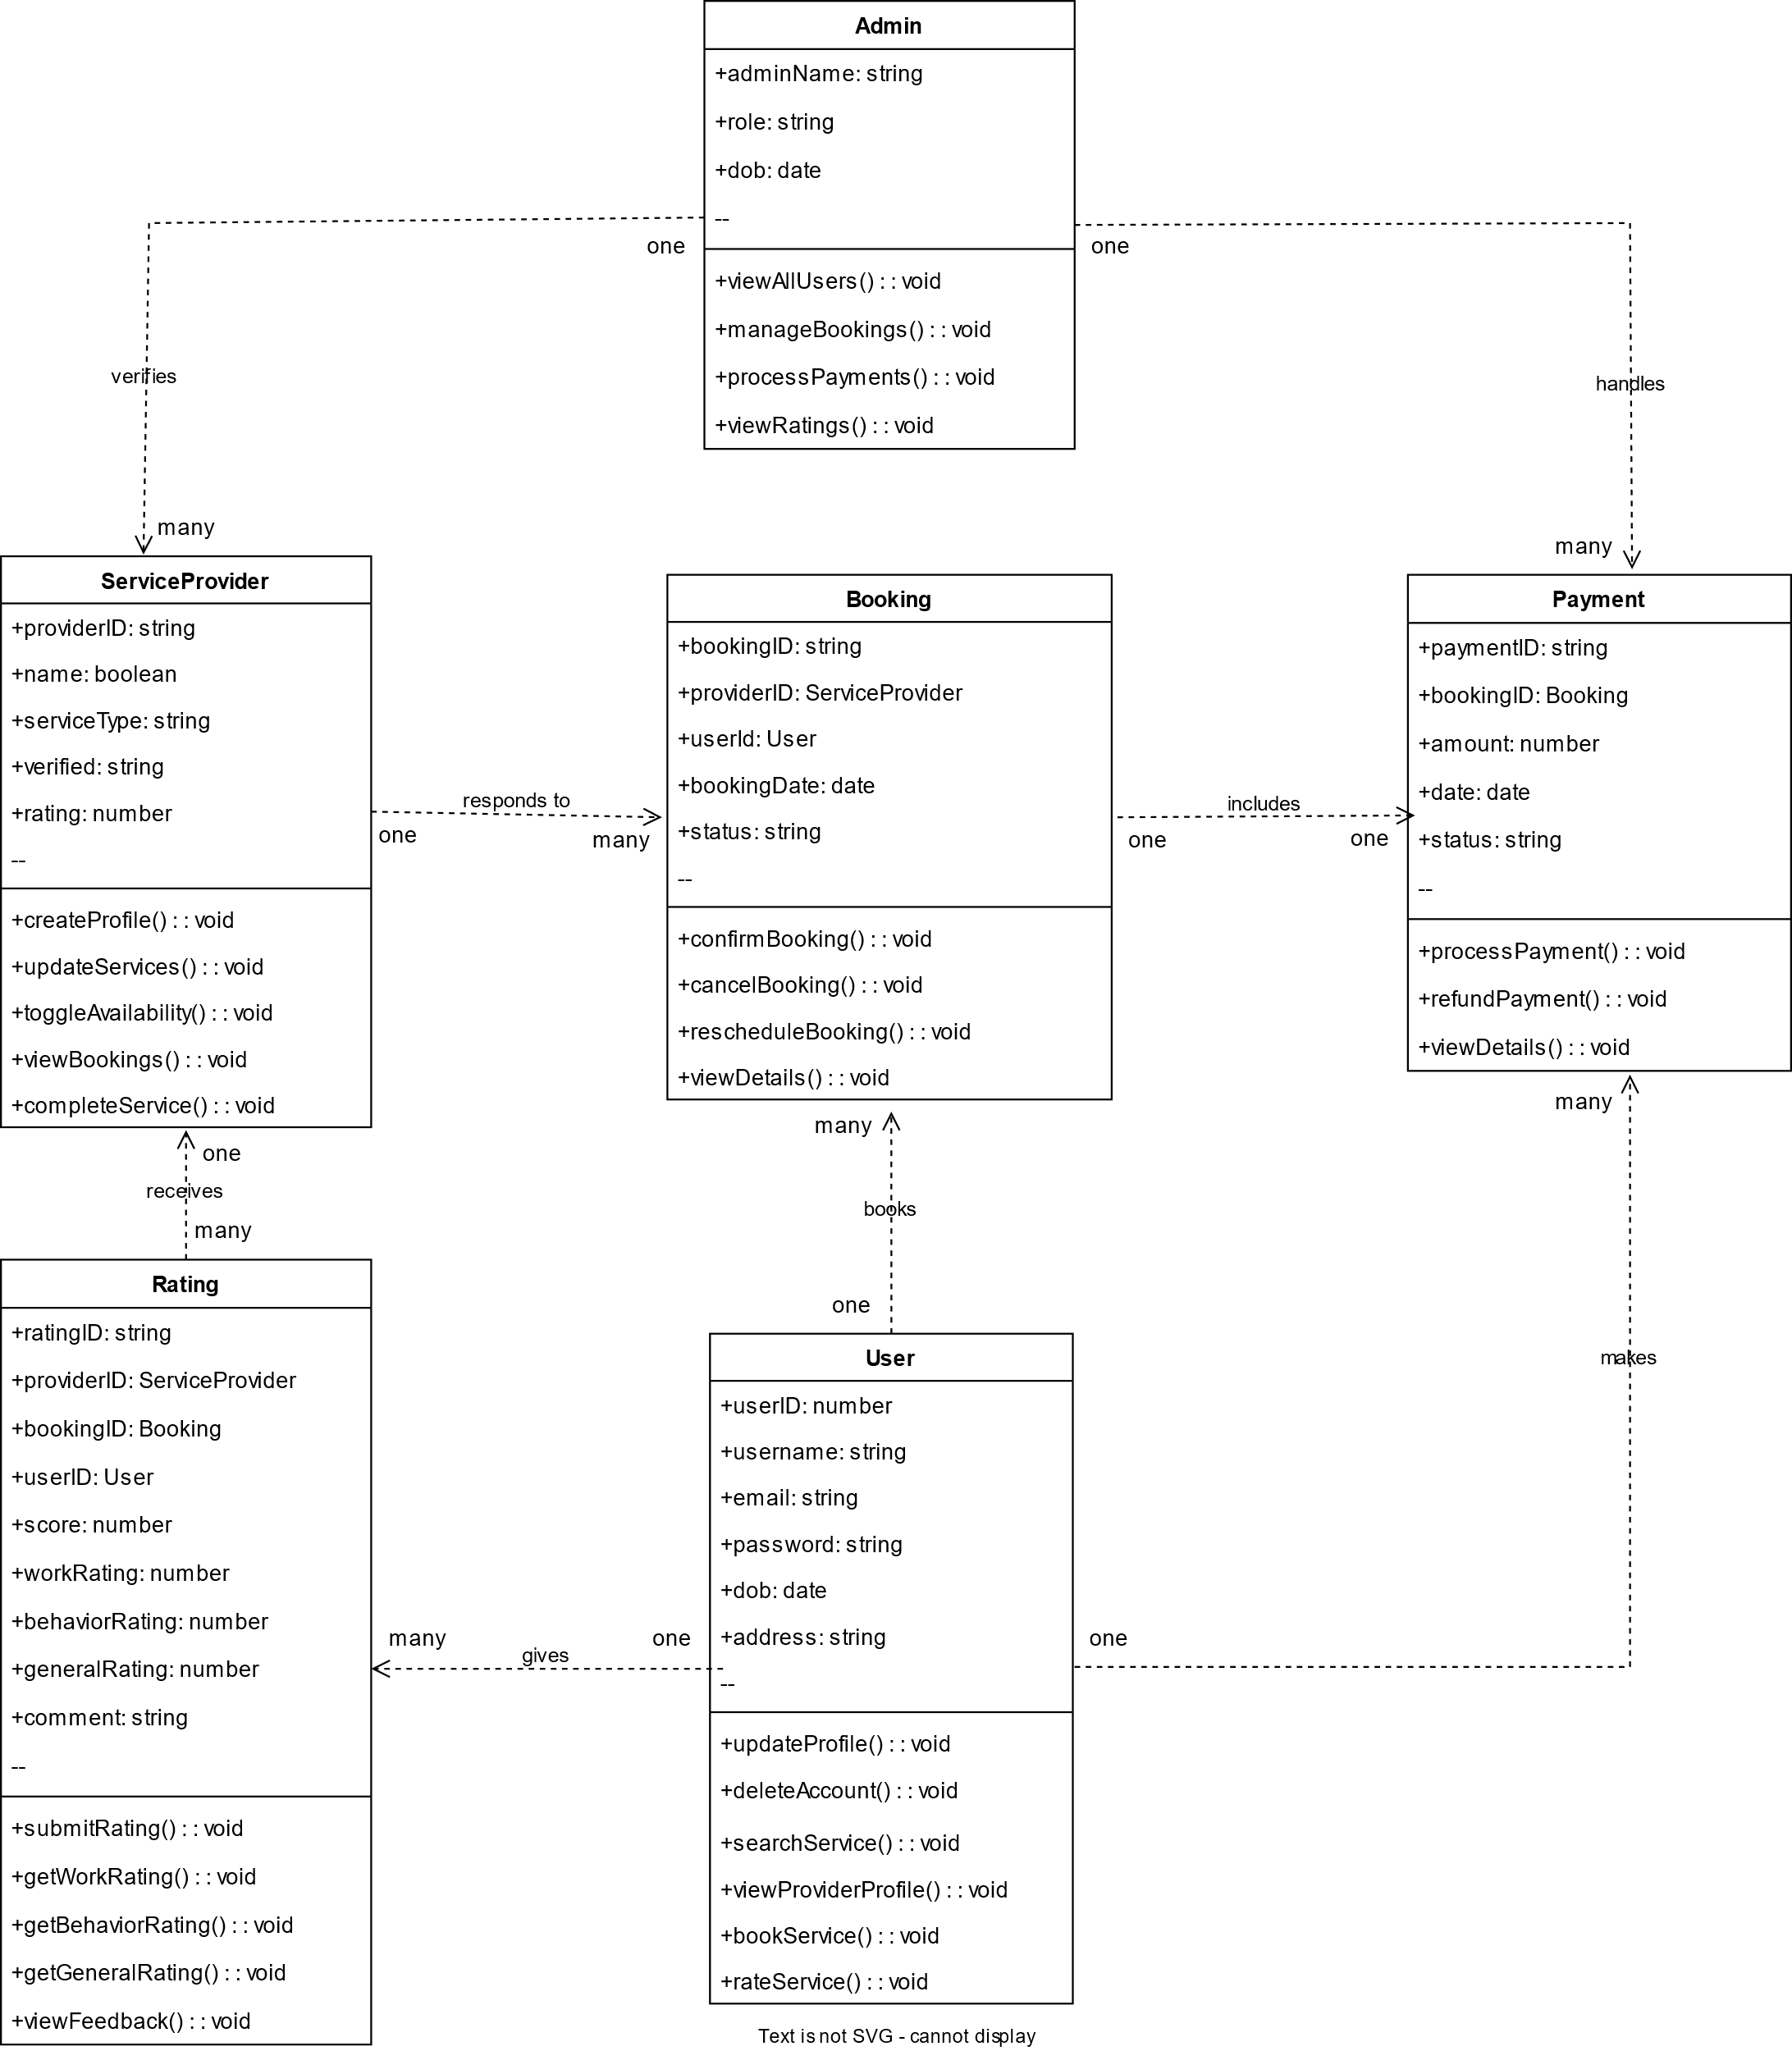 Admin
+adminName: string
+role: string
+dob: date
--
+viewAllUsers() : : void
+manageBookings() : : void
+processPayments() : : void
+viewRatings() : : void
one
one
verifies
handles
many
many
ServiceProvider
+providerID: string
+name: boolean
+serviceType: string
+verified: string
+rating: number
--
+createProfile() : : void
+updateServices() : : void
+toggleAvailability() : : void
+viewBookings() : : void
+completeService() : : void
responds to
one
many
Booking
+bookingID: string
+providerID: ServiceProvider
+userId: User
+bookingDate: date
+status: string
--
+confirmBooking() : : void
+cancelBooking() : : void
+rescheduleBooking() : : void
+viewDetails() : : void
includes
one
one
Payment
+paymentID: string
+bookingID: Booking
+amount: number
+date: date
+status: string
--
+processPayment() : : void
+refundPayment() : : void
+viewDetails() : : void
one
receives
many
many
books
one
many
makes
one
Rating
+ratingID: string
+providerID: ServiceProvider
+bookingID: Booking
+userID: User
+score: number
+workRating: number
+behaviorRating: number
+generalRating: number
+comment: string
--
+submitRating() : : void
+getWorkRating() : : void
+getBehaviorRating() : : void
+getGeneralRating() : : void
+viewFeedback() : : void
many
gives
one
User
+userID: number
+username: string
+email: string
+password: string
+dob: date
+address: string
--
+updateProfile() : : void
+deleteAccount() : : void
+searchService() : : void
+viewProviderProfile() : : void
+bookService() : : void
+rateService() : : void
Text is not SVG - cannot display